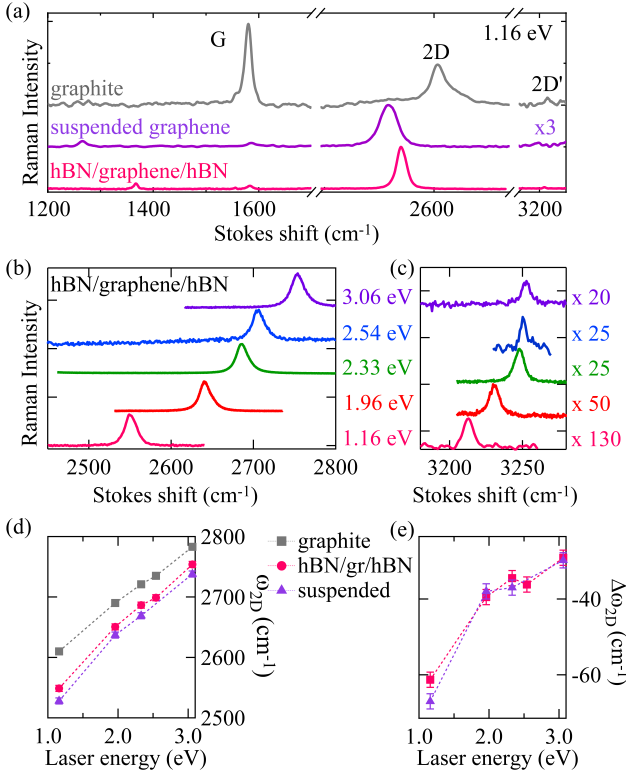 (a)
1.16 eV
G
2D
2D'
graphite
suspended graphene
x3
hBN/graphene/hBN
Raman Intensity
1200 1400 1600 2600 3200
Stokes shift (cm-1)
(b) hBN/graphene/hBN
3.06 eV
2.54 eV
2.33 eV
1.96 eV
1.16 eV
Raman Intensity
2500 2600 2700 2800
Stokes shift (cm-1)
(c)
x 20
x 25
x 25
x 50
x 130
3200 3250
Stokes shift (cm-1)
(d)
graphite
hBN/gr/hBN
suspended
2800
2700
2600
2500
ω2D (cm-1)
1.0 2.0 3.0
Laser energy (eV)
(e)
-40
-60
Δω2D (cm-1)
1.0 2.0 3.0
Laser energy (eV)